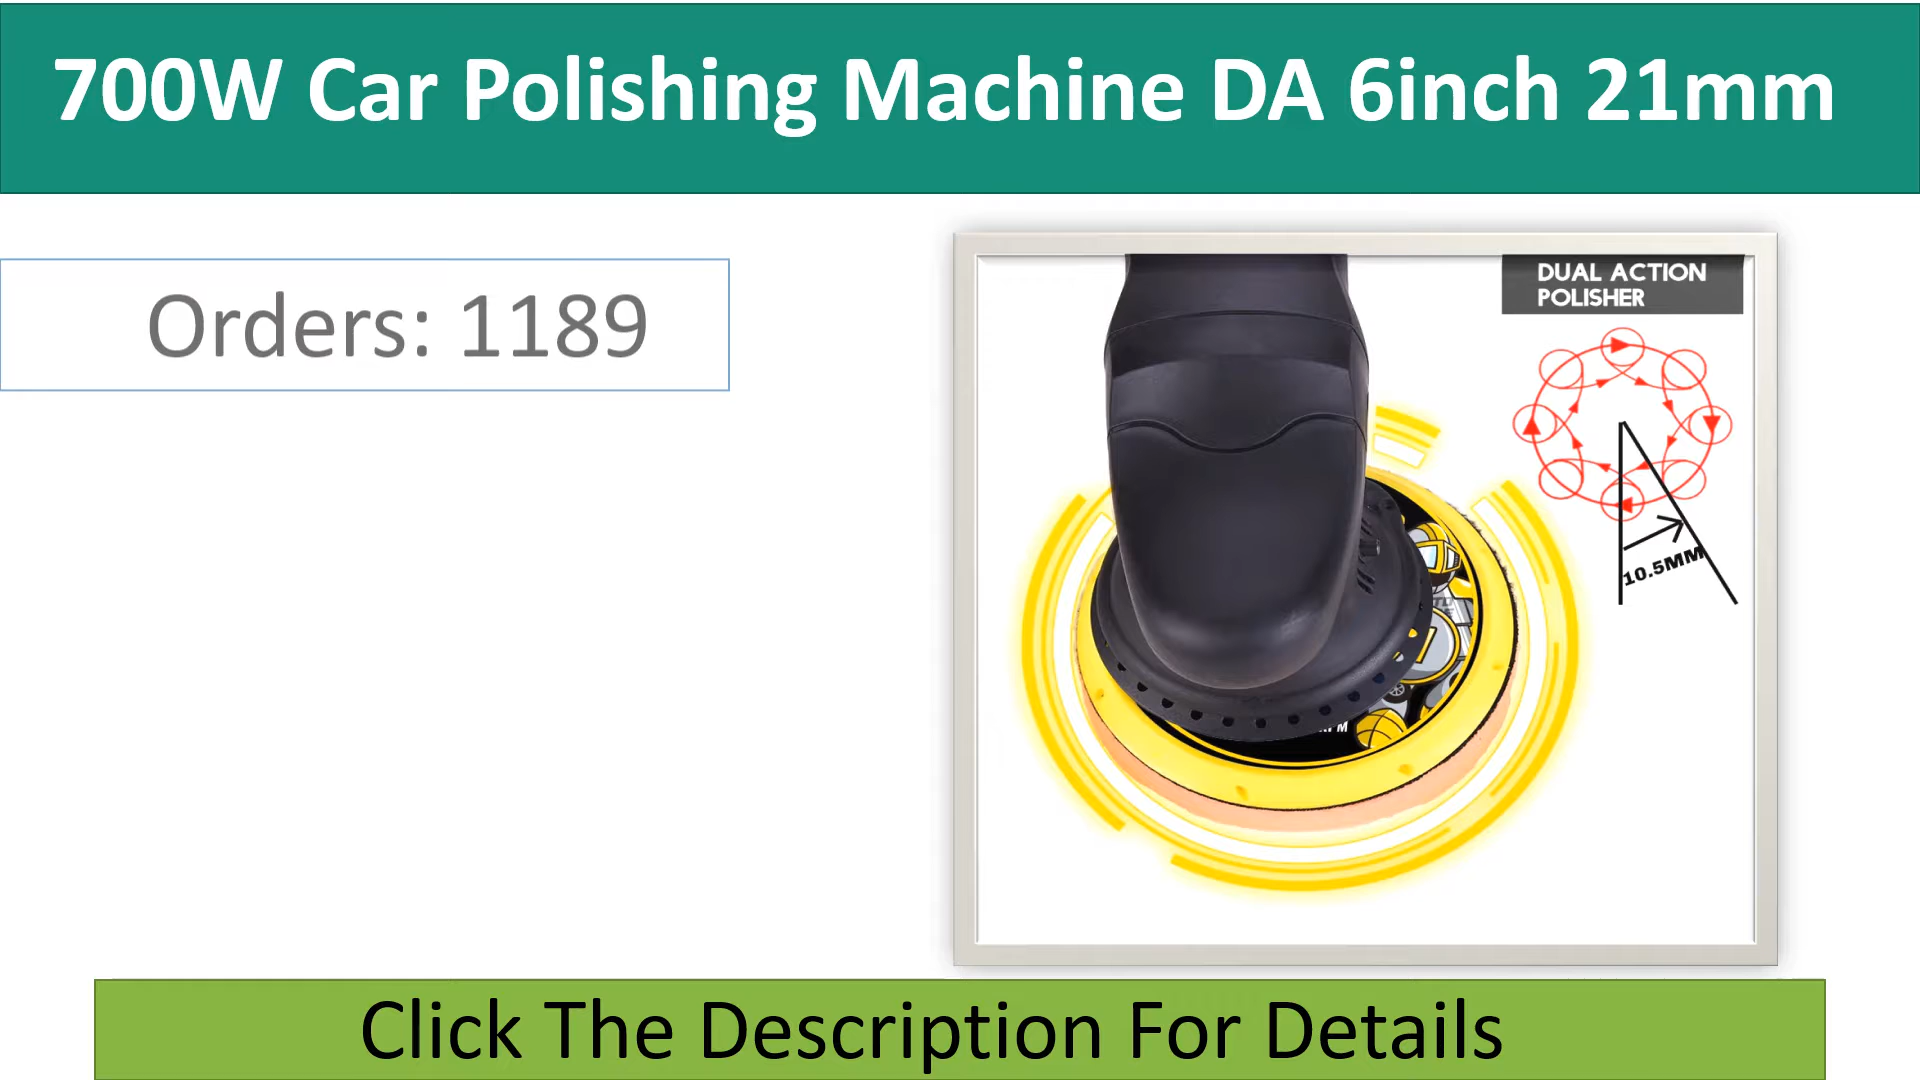 700W Car Polishing Machine DA 6inch 21mm
Orders: 1189
DUAL ACTION
POLISHER
10.5MM
Click The Description For Details